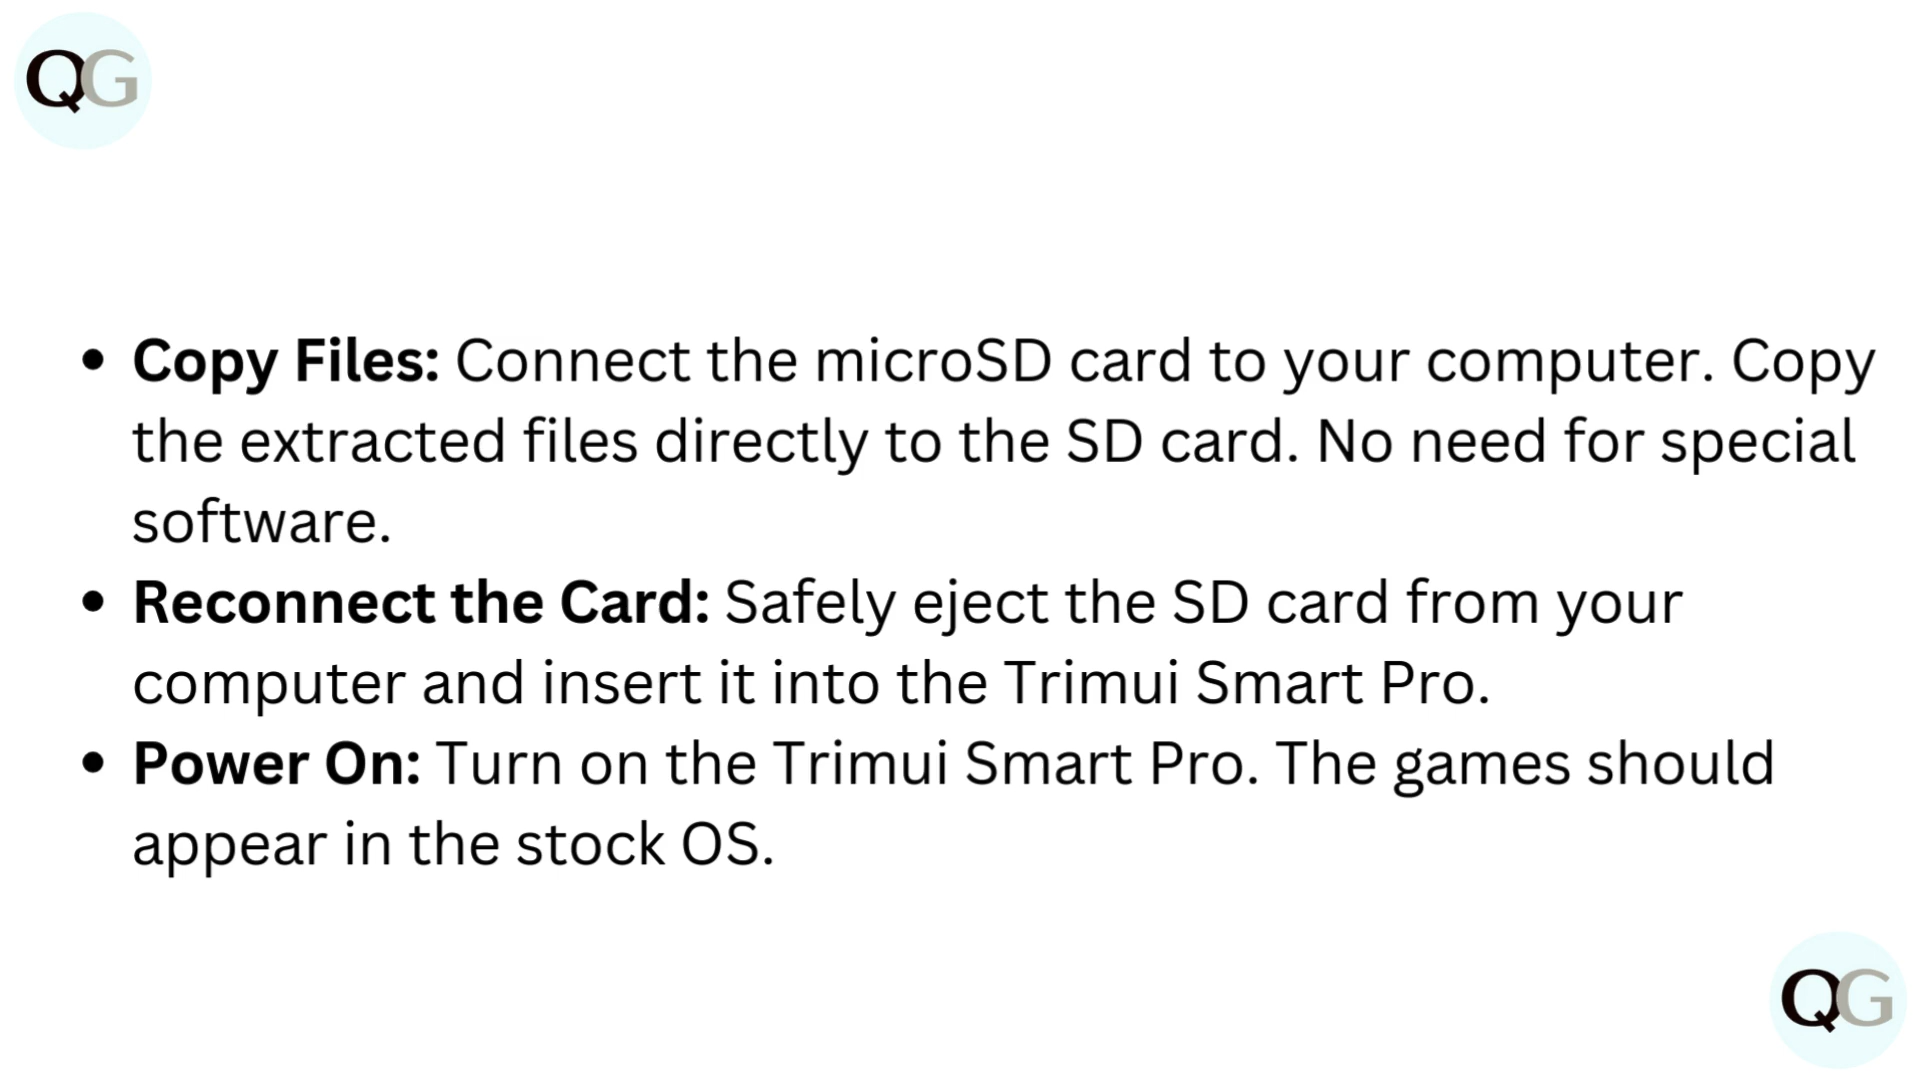 QG
• Copy Files: Connect the microSD card to your computer. Copy
the extracted files directly to the SD card. No need for special
software.
• Reconnect the Card: Safely eject the SD card from your
computer and insert it into the Trimui Smart Pro.
• Power On: Turn on the Trimui Smart Pro. The games should
appear in the stock OS.
QG